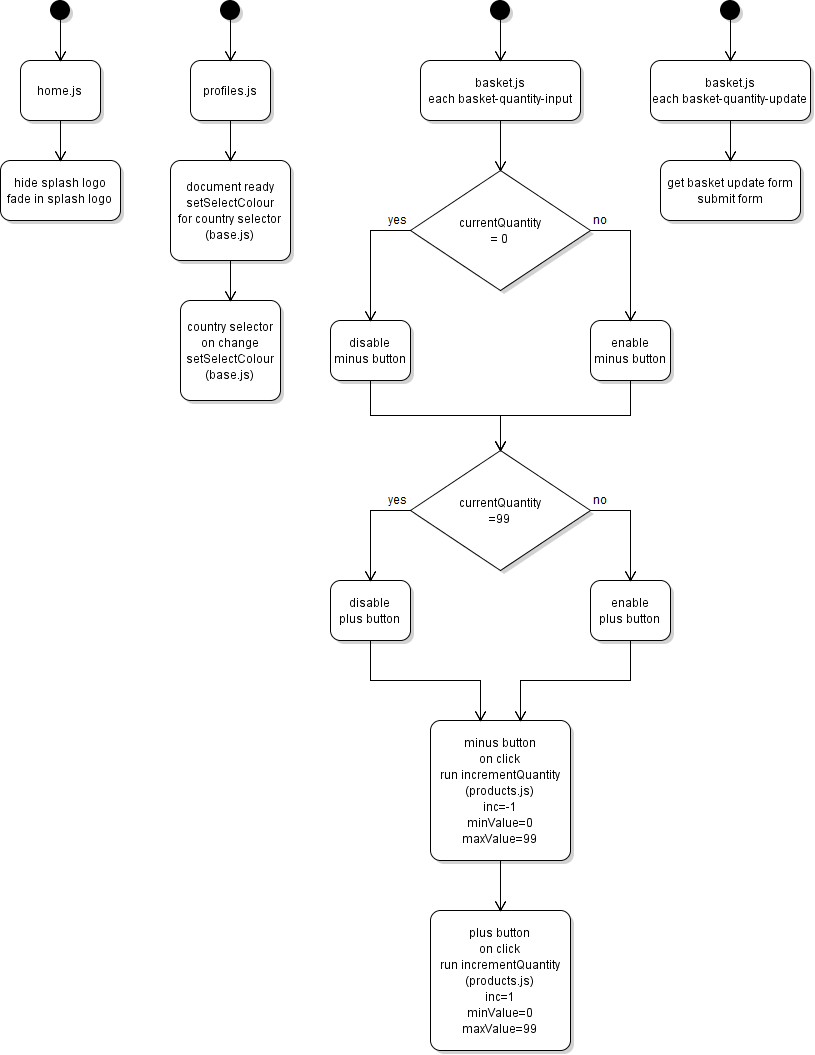 home.js
hide splash logo
fade in splash logo
profiles.js
document ready
setSelectColour
for country selector
(base.js)
country selector
on change
setSelectColour
(base.js)
basket.js
each basket-quantity-input
currentQuantity
= 0
yes
no
disable
minus button
enable
minus button
currentQuantity
=99
yes
no
disable
plus button
enable
plus button
minus button
on click
run incrementQuantity
(products.js)
inc=-1
minValue=0
maxValue=99
plus button
on click
run incrementQuantity
(products.js)
inc=1
minValue=0
maxValue=99
basket.js
each basket-quantity-update
get basket update form
submit form